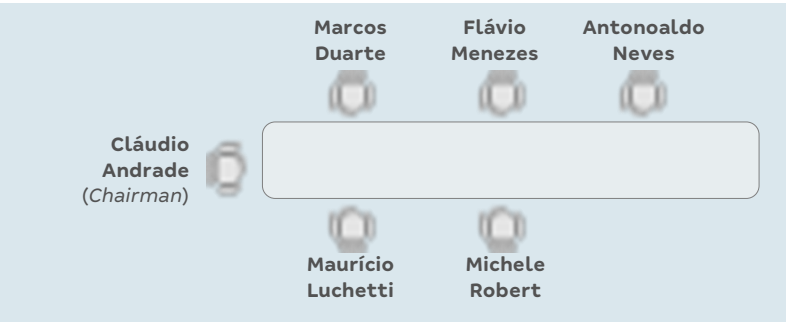 Marcos
Duarte
Flávio
Menezes
Antonoaldo
Neves
Cláudio
Andrade
(Chairman)
Maurício
Luchetti
Michele
Robert